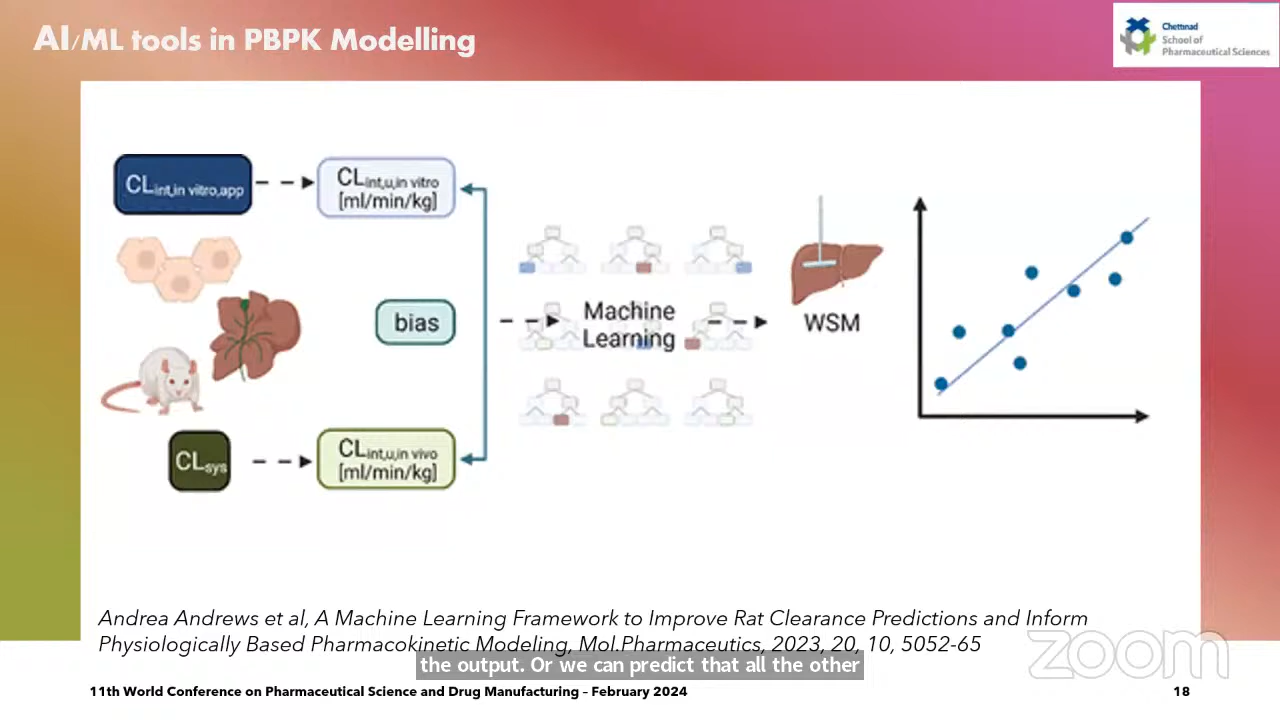 AI/ML tools in PBPK Modelling
Chettinad
School of
Pharmaceutical Sciences
CLint,in vitro,app
CLint,u,in vitro
[ml/min/kg]
bias
Machine
Learning
WSM
CLsys
CLint,u,in vivo
[ml/min/kg]
Andrea Andrews et al, A Machine Learning Framework to Improve Rat Clearance Predictions and Inform
Physiologically Based Pharmacokinetic Modeling, Mol.Pharmaceutics, 2023, 20, 10, 5052-65
zoom
the output. Or we can predict that all the other
11th World Conference on Pharmaceutical Science and Drug Manufacturing – February 2024
18